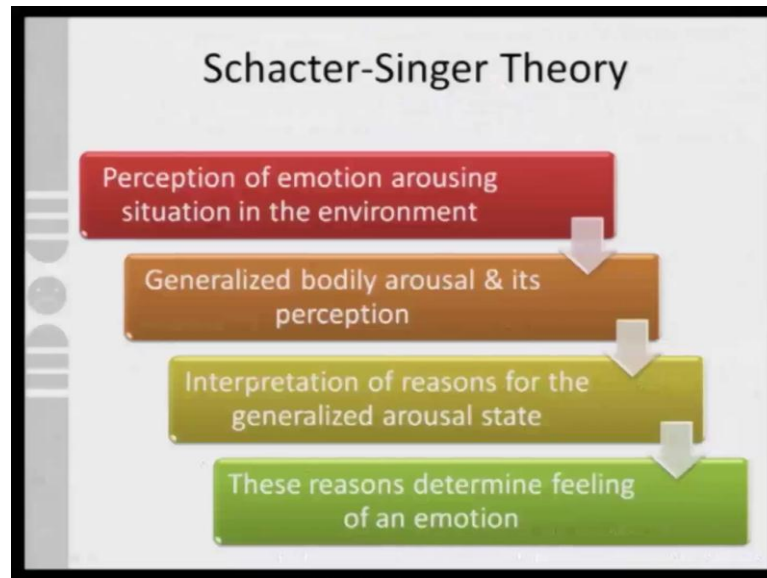 Schacter-Singer Theory
Perception of emotion arousing
situation in the environment
Generalized bodily arousal & its
perception
Interpretation of reasons for the
generalized arousal state
These reasons determine feeling
of an emotion